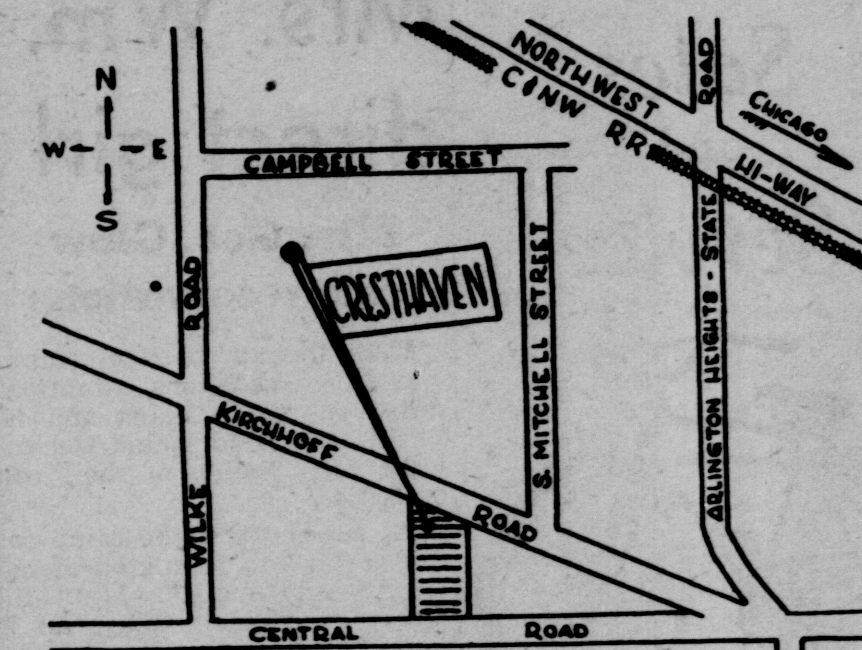 NORTHWEST
ROAD
C & NW
CHICAGO
N
W E
S
RR
CAMPBELL STREET
HI-WAY
ROAD
CRESTHAVEN
S. MITCHELL STREET
ARLINGTON HEIGHTS - STATE
KIRCHHOFF
ROAD
WILKE
CENTRAL ROAD